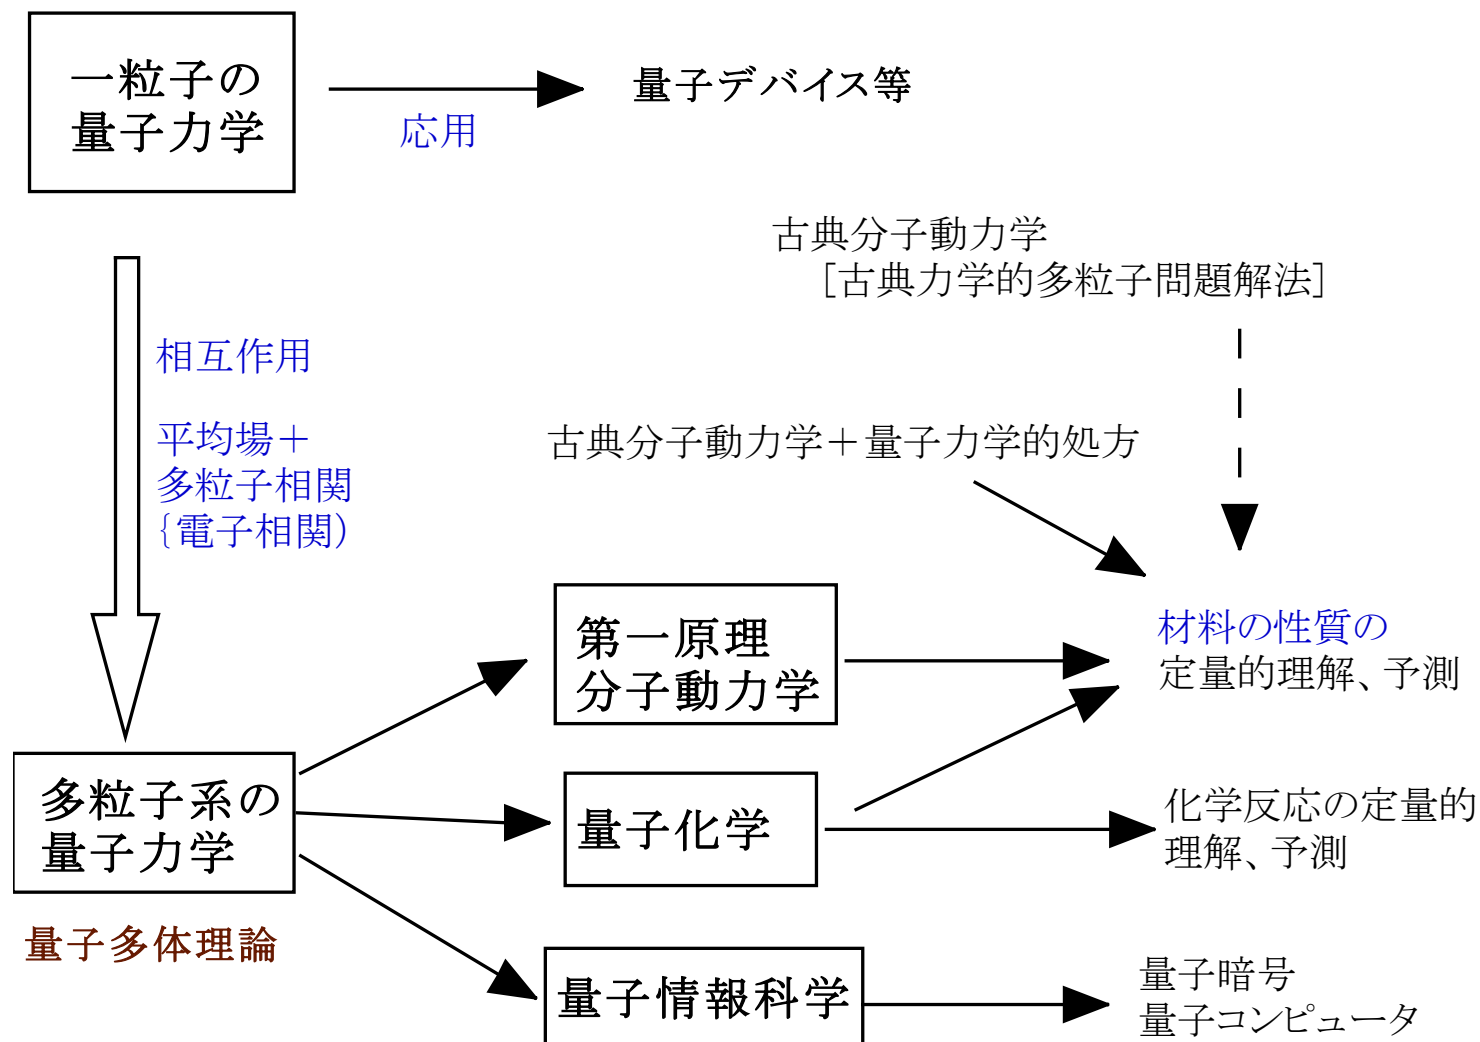 一粒子の
量子力学
応用
量子デバイス等
古典分子動力学
［古典力学的多粒子問題解法］
相互作用
平均場＋
多粒子相関
{電子相関）
古典分子動力学＋量子力学的処方
第一原理
分子動力学
材料の性質の
定量的理解、予測
多粒子系の
量子力学
量子多体理論
量子化学
化学反応の定量的
理解、予測
量子情報科学
量子暗号
量子コンピュータ